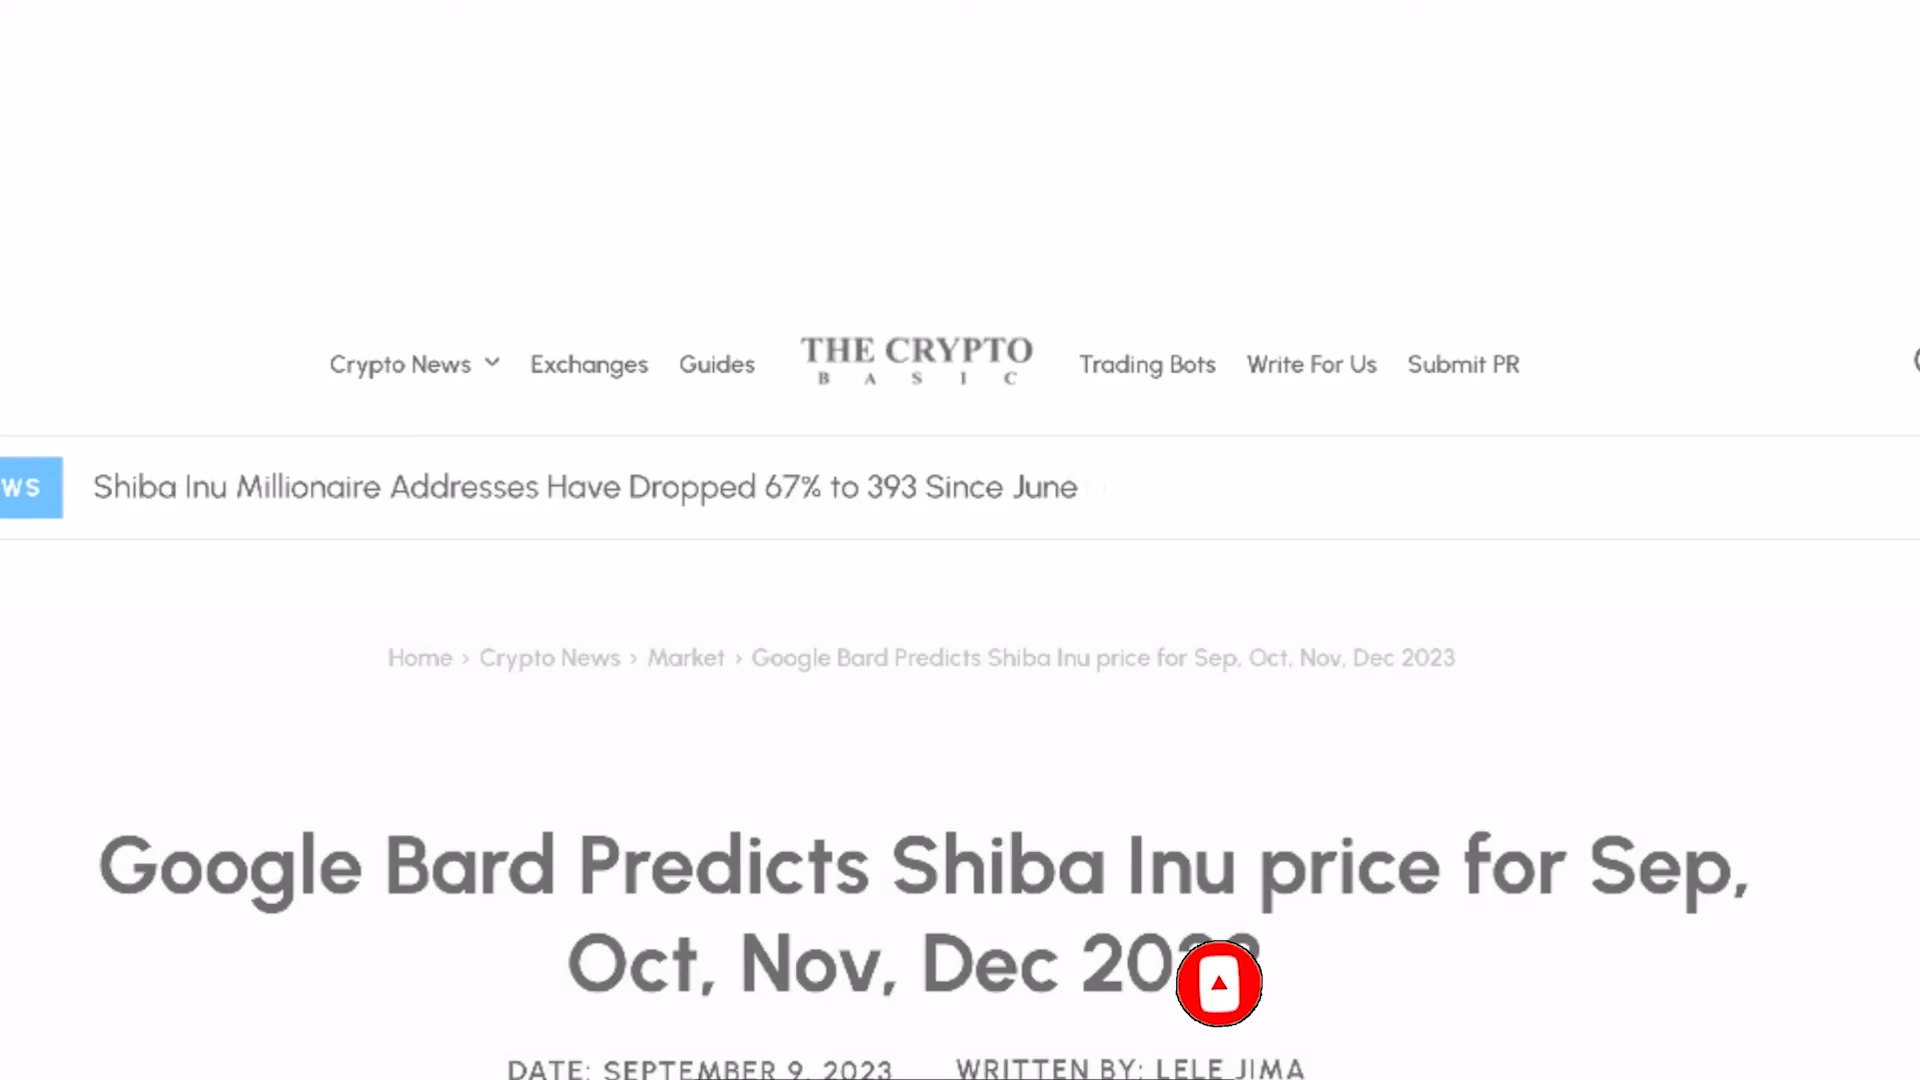 Crypto News Exchanges Guides THE CRYPTO BASIC Trading Bots Write For Us Submit PR
WS Shiba Inu Millionaire Addresses Have Dropped 67% to 393 Since June
Home › Crypto News › Market › Google Bard Predicts Shiba Inu price for Sep, Oct, Nov, Dec 2023
Google Bard Predicts Shiba Inu price for Sep,
Oct, Nov, Dec 20
DATE: SEPTEMBER 9, 2023 WRITTEN BY: LELE JIMA